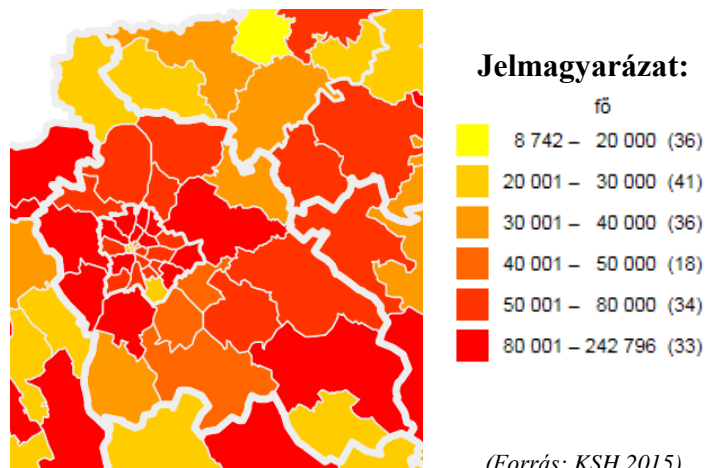 Jelmagyarázat:
fő
8 742 – 20 000 (36)
20 001 – 30 000 (41)
30 001 – 40 000 (36)
40 001 – 50 000 (18)
50 001 – 80 000 (34)
80 001 – 242 796 (33)
(Forrás: KSH 2015)